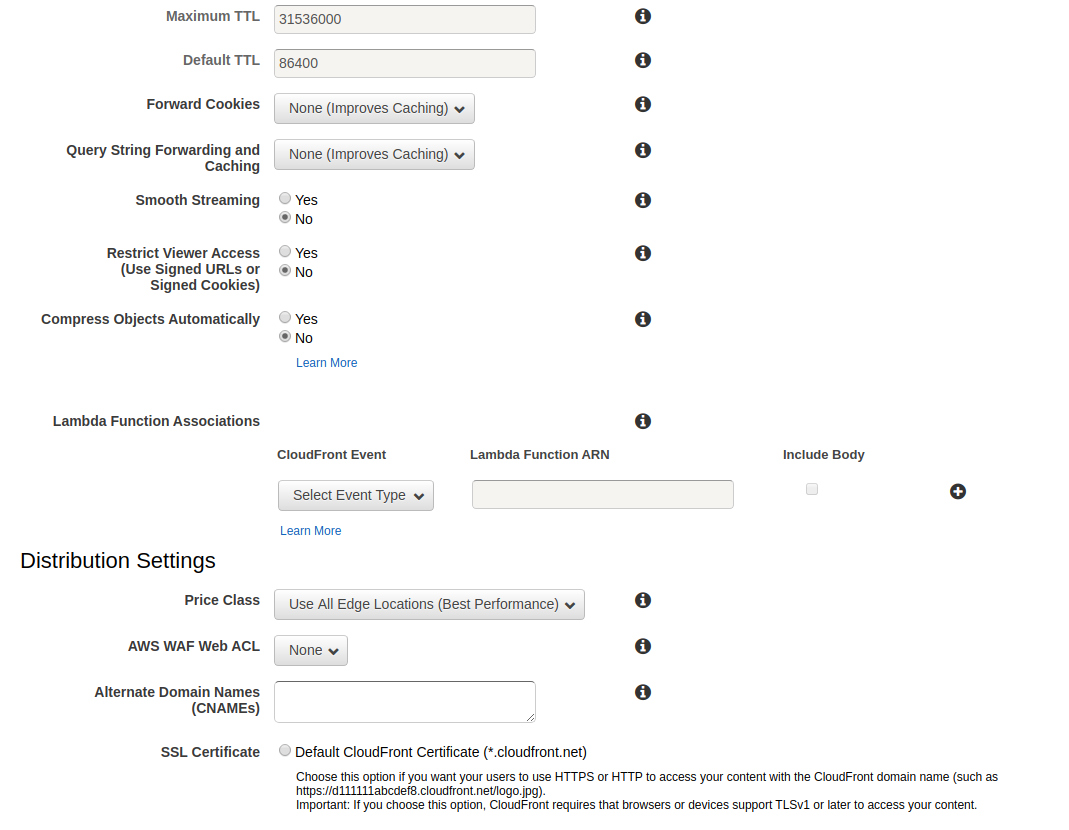 Maximum TTL 31536000
Default TTL 86400
Forward Cookies None (Improves Caching)
Query String Forwarding and
Caching
None (Improves Caching)
Smooth Streaming Yes
No
Restrict Viewer Access
(Use Signed URLs or
Signed Cookies)
Yes
No
Compress Objects Automatically Yes
No
Learn More
Lambda Function Associations
CloudFront Event Lambda Function ARN Include Body
Select Event Type
Learn More
Distribution Settings
Price Class Use All Edge Locations (Best Performance)
AWS WAF Web ACL None
Alternate Domain Names
(CNAMEs)
SSL Certificate Default CloudFront Certificate (*.cloudfront.net)
Choose this option if you want your users to use HTTPS or HTTP to access your content with the CloudFront domain name (such as
https://d111111abcdef8.cloudfront.net/logo.jpg).
Important: If you choose this option, CloudFront requires that browsers or devices support TLSv1 or later to access your content.